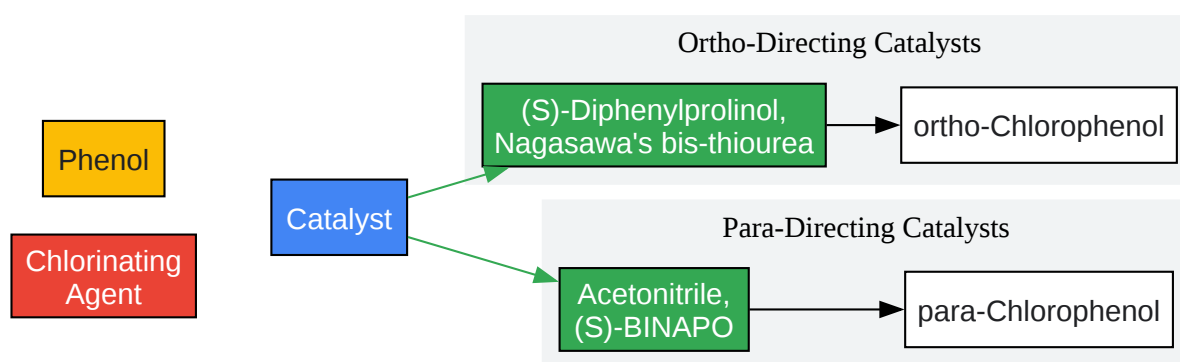 Ortho-Directing Catalysts
(S)-Diphenylprolinol,
Nagasawa's bis-thiourea
ortho-Chlorophenol
Phenol
Catalyst
Chlorinating
Agent
Para-Directing Catalysts
Acetonitrile,
(S)-BINAPO
para-Chlorophenol